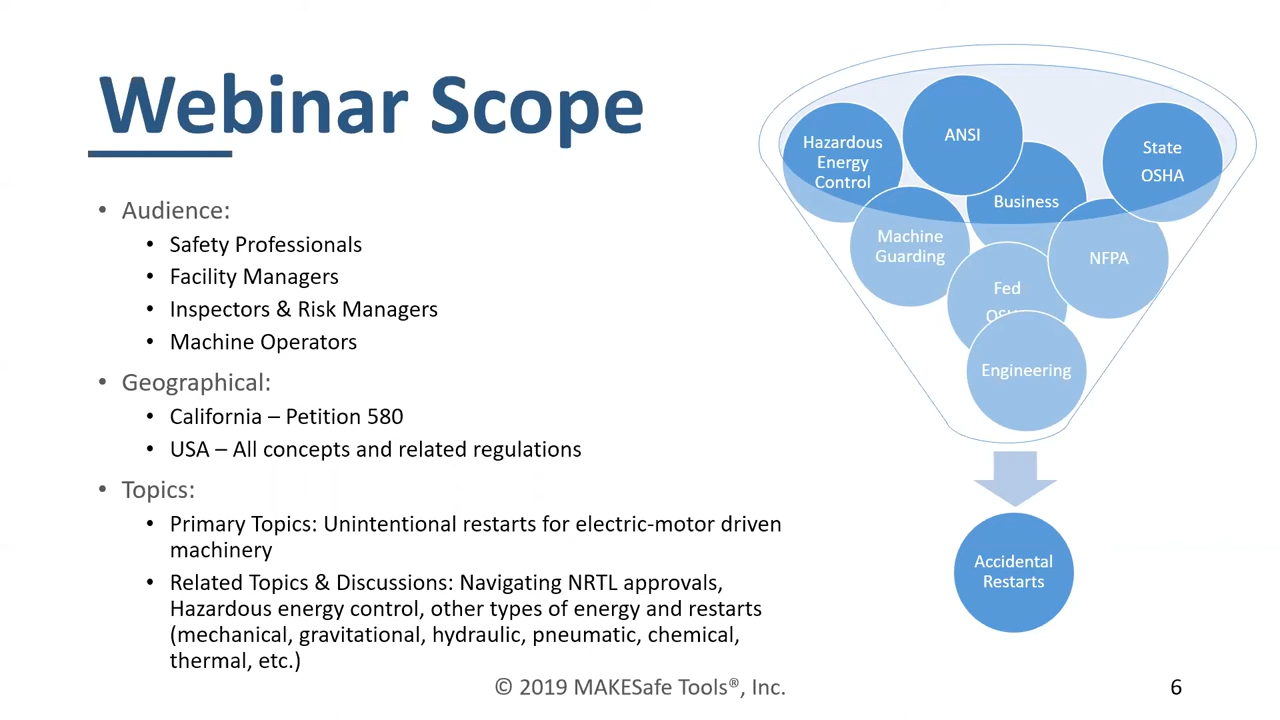 Webinar Scope
• Audience:
• Safety Professionals
• Facility Managers
• Inspectors & Risk Managers
• Machine Operators
• Geographical:
• California – Petition 580
• USA – All concepts and related regulations
• Topics:
• Primary Topics: Unintentional restarts for electric-motor driven
machinery
• Related Topics & Discussions: Navigating NRTL approvals,
Hazardous energy control, other types of energy and restarts
(mechanical, gravitational, hydraulic, pneumatic, chemical,
thermal, etc.)
Hazardous
Energy
Control
ANSI
State
OSHA
Business
Machine
Guarding
NFPA
Fed
Engineering
Accidental
Restarts
© 2019 MAKESafe Tools®, Inc.
6